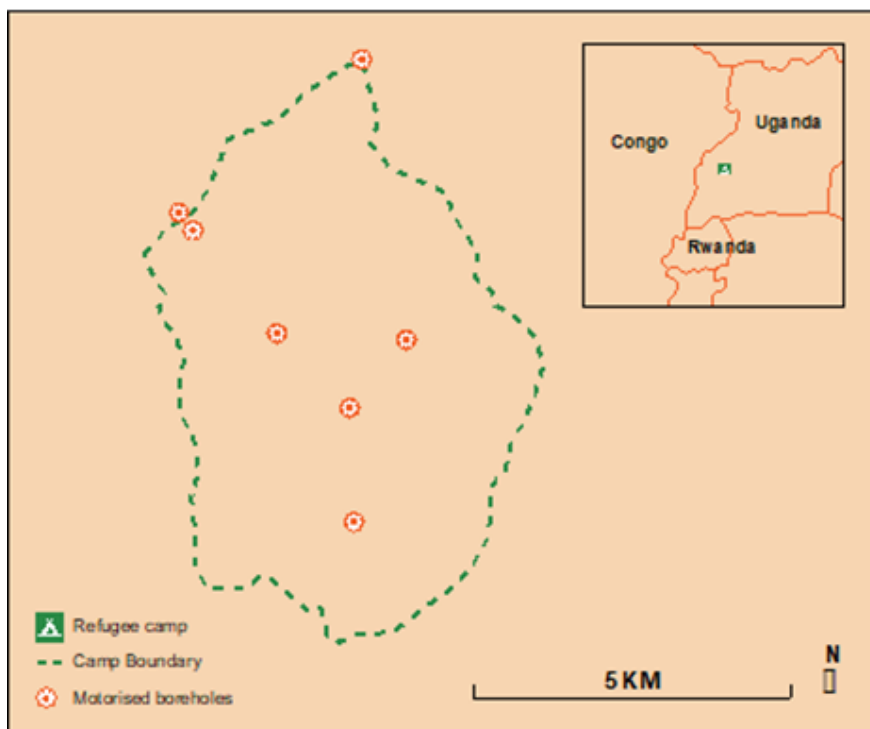 Congo
Uganda
Rwanda
Refugee camp
Camp Boundary
Motorised boreholes
5 KM
N